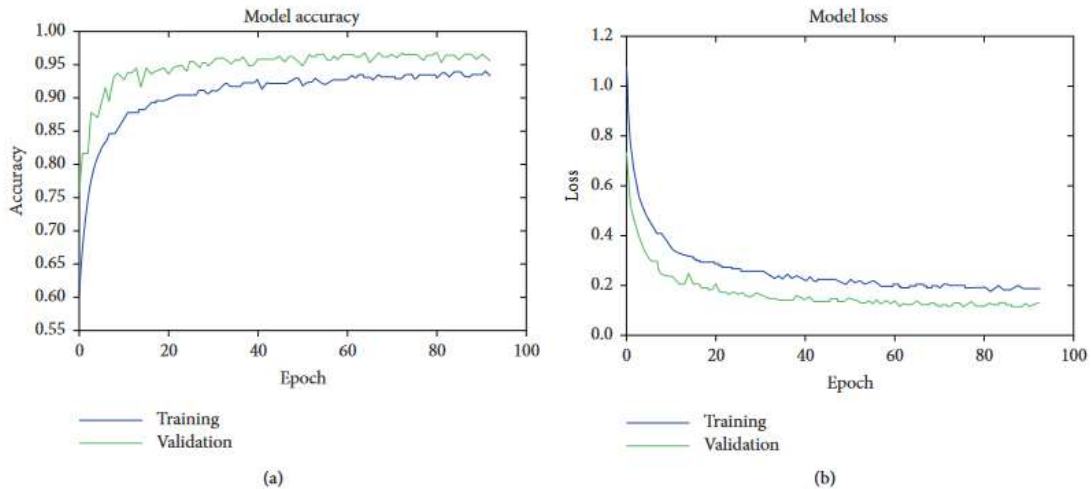 Model accuracy
1.00
0.95
0.90
0.85
0.80
0.75
0.70
0.65
0.60
0.55
Accuracy
0 20 40 60 80 100
Epoch
Training
Validation
(a)
Model loss
1.2
1.0
0.8
0.6
0.4
0.2
0.0
Loss
0 20 40 60 80 100
Epoch
Training
Validation
(b)